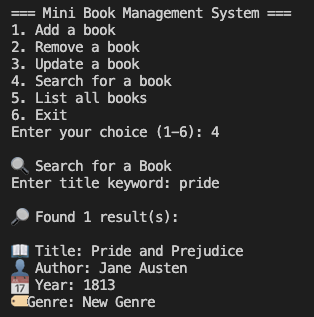 === Mini Book Management System ===
1. Add a book
2. Remove a book
3. Update a book
4. Search for a book
5. List all books
6. Exit
Enter your choice (1-6): 4
🔍 Search for a Book
Enter title keyword: pride
🔎 Found 1 result(s):
📖 Title: Pride and Prejudice
👤 Author: Jane Austen
📅 Year: 1813
🏷️Genre: New Genre